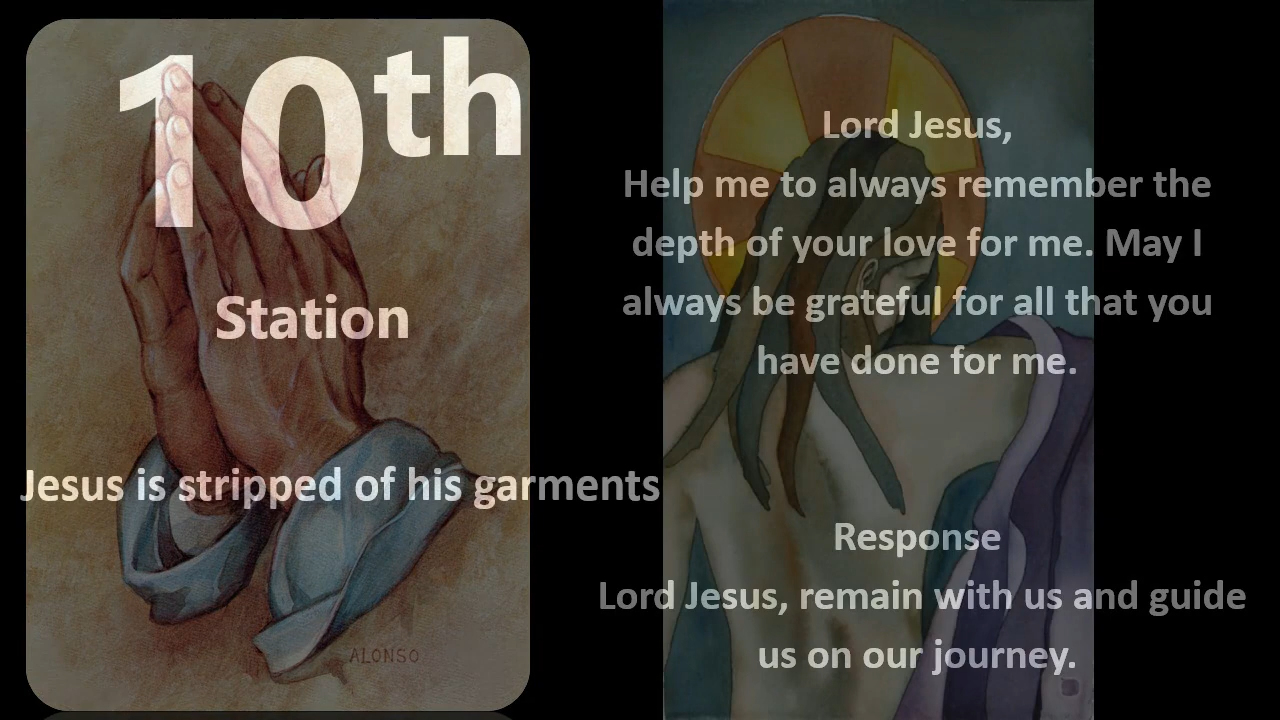 10th
Station
Jesus is stripped of his garments
ALONSO
Lord Jesus,
Help me to always remember the
depth of your love for me. May I
always be grateful for all that you
have done for me.
Response
Lord Jesus, remain with us and guide
us on our journey.